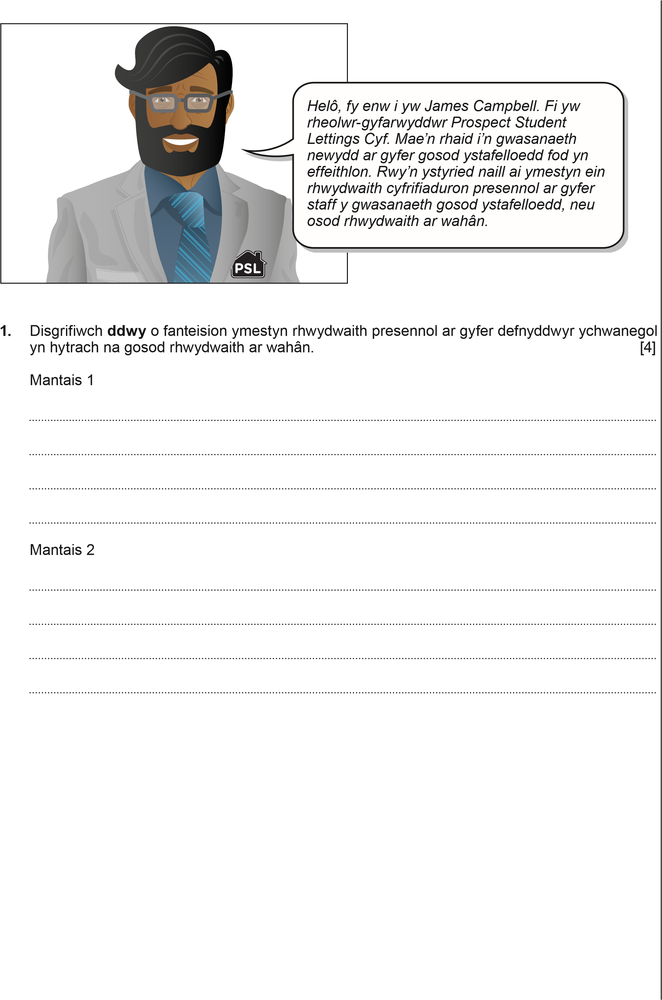 Helô, fy enw i yw James Campbell. Fi yw
rheolwr-gyfarwyddwr Prospect Student
Lettings Cyf. Mae’n rhaid i’n gwasanaeth
newydd ar gyfer gosod ystafelloedd fod yn
effeithlon. Rwy’n ystyried naill ai ymestyn ein
rhwydwaith cyfrifiaduron presennol ar gyfer
staff y gwasanaeth gosod ystafelloedd, neu
osod rhwydwaith ar wahân.
PSL
1. Disgrifiwch ddwy o fanteision ymestyn rhwydwaith presennol ar gyfer defnyddwyr ychwanegol
yn hytrach na gosod rhwydwaith ar wahân. [4]
Mantais 1
Mantais 2